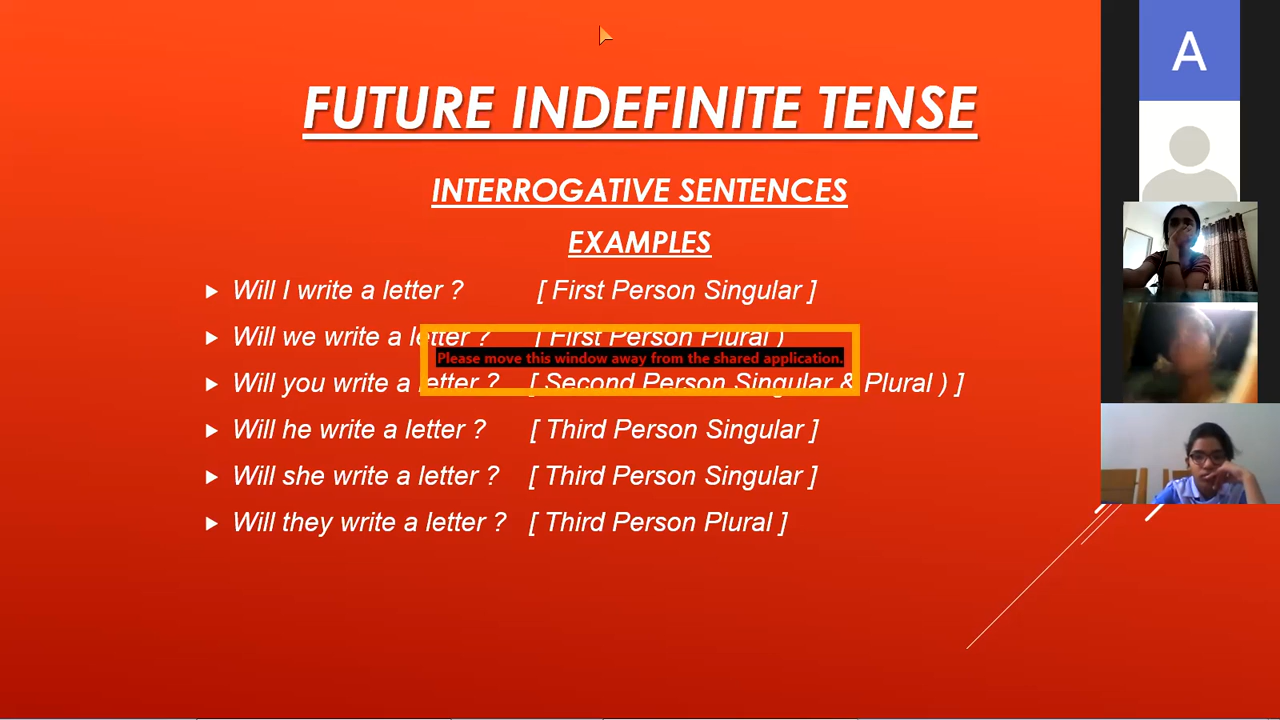 FUTURE INDEFINITE TENSE
INTERROGATIVE SENTENCES
EXAMPLES
Will I write a letter ? [ First Person Singular ]
Will we write a letter ? [ First Person Plural )
Please move this window away from the shared application.
Will you write a letter ? [ Second Person Singular & Plural ) ]
Will he write a letter ? [ Third Person Singular ]
Will she write a letter ? [ Third Person Singular ]
Will they write a letter ? [ Third Person Plural ]
A